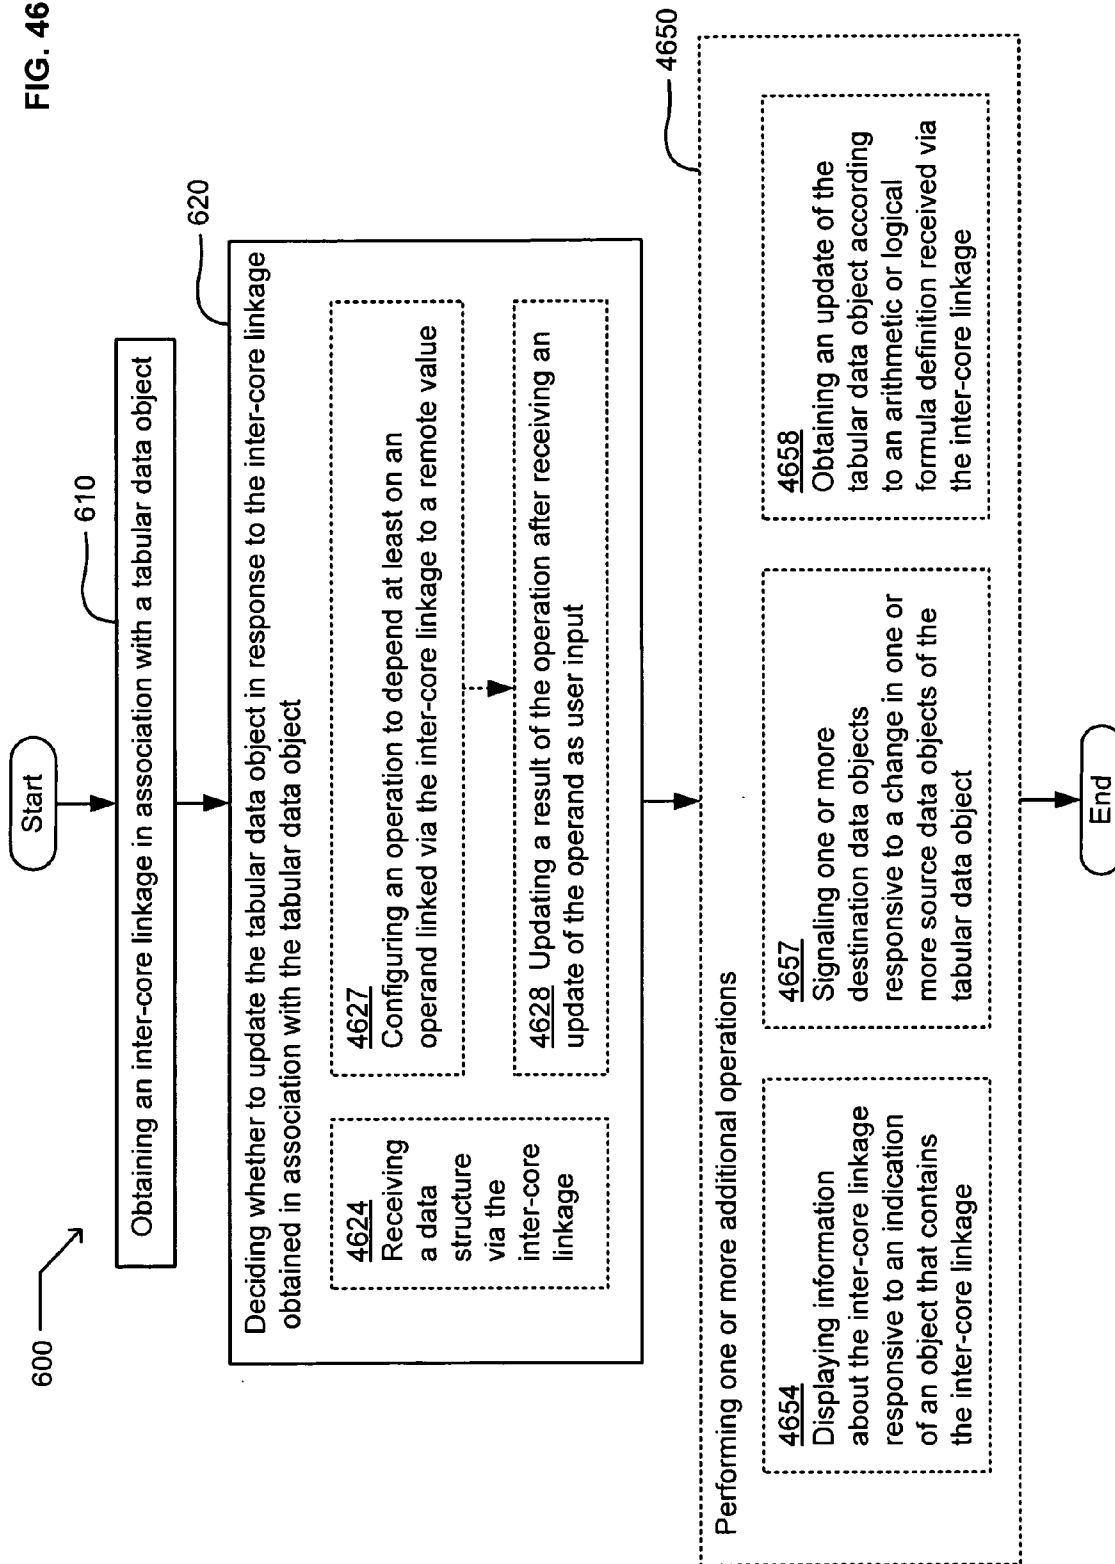 FIG. 46
600
Start
610
Obtaining an inter-core linkage in association with a tabular data object
620
Deciding whether to update the tabular data object in response to the inter-core linkage
obtained in association with the tabular data object
4624
Receiving
a data
structure
via the
inter-core
linkage
4627
Configuring an operation to depend at least on an
operand linked via the inter-core linkage to a remote value
4628 Updating a result of the operation after receiving an
update of the operand as user input
4650
Performing one or more additional operations
4654
Displaying information
about the inter-core linkage
responsive to an indication
of an object that contains
the inter-core linkage
4657
Signaling one or more
destination data objects
responsive to a change in one or
more source data objects of the
tabular data object
4658
Obtaining an update of the
tabular data object according
to an arithmetic or logical
formula definition received via
the inter-core linkage
End